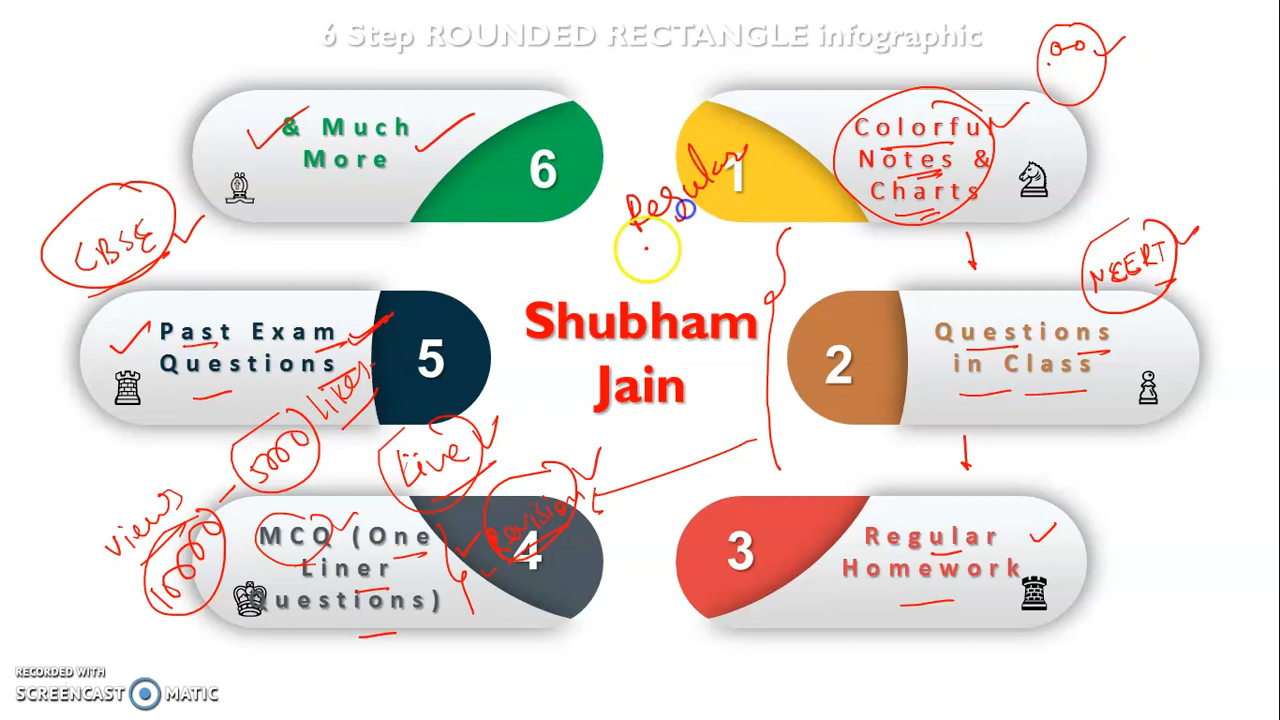 6 Step ROUNDED RECTANGLE infographic
& Much
More
6
1
Colorful
Notes &
Charts
Regular
CBSE
NCERT
Past Exam
Questions
5
Shubham
Jain
2
Questions
in Class
5000 likes
Live
views
10000
MCQ (One
Liner
Questions)
Revision
4
3
Regular
Homework
RECORDED WITH
SCREENCAST MATIC